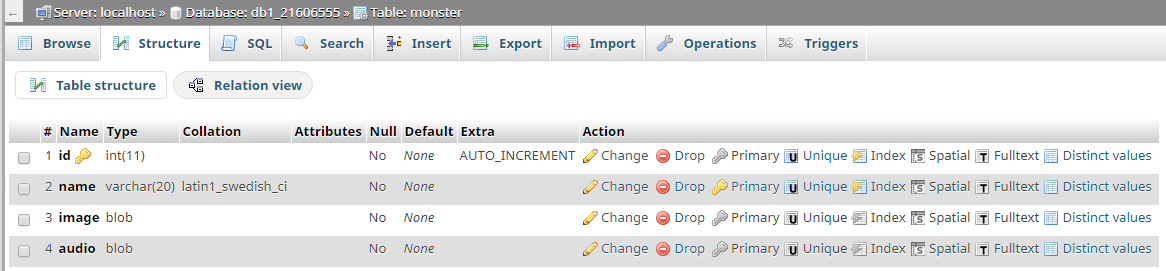 ← Server: localhost » Database: db1_21606555 » Table: monster
Browse Structure SQL Search Insert Export Import Operations Triggers
Table structure Relation view
# Name Type Collation Attributes Null Default Extra Action
1 id int(11) No None AUTO_INCREMENT Change Drop Primary U Unique Index S Spatial T Fulltext Distinct values
2 name varchar(20) latin1_swedish_ci No None Change Drop Primary U Unique Index S Spatial T Fulltext Distinct values
3 image blob No None Change Drop Primary U Unique Index S Spatial T Fulltext Distinct values
4 audio blob No None Change Drop Primary U Unique Index S Spatial T Fulltext Distinct values